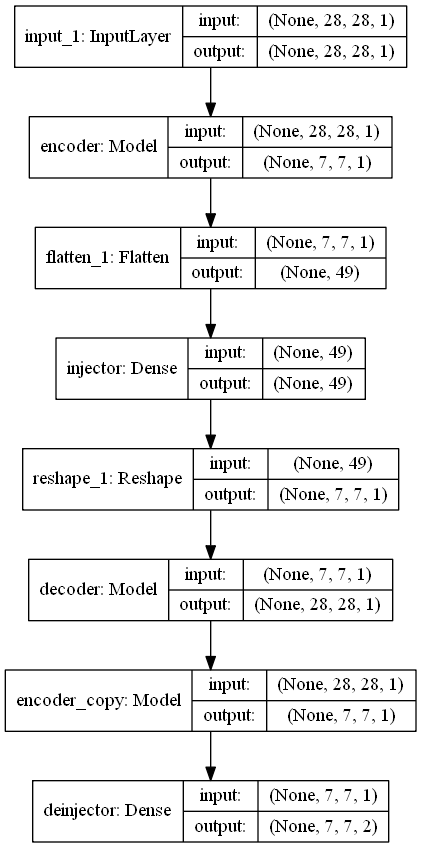 input_1: InputLayer
input:
(None, 28, 28, 1)
output:
(None, 28, 28, 1)
encoder: Model
input:
(None, 28, 28, 1)
output:
(None, 7, 7, 1)
flatten_1: Flatten
input:
(None, 7, 7, 1)
output:
(None, 49)
injector: Dense
input:
(None, 49)
output:
(None, 49)
reshape_1: Reshape
input:
(None, 49)
output:
(None, 7, 7, 1)
decoder: Model
input:
(None, 7, 7, 1)
output:
(None, 28, 28, 1)
encoder_copy: Model
input:
(None, 28, 28, 1)
output:
(None, 7, 7, 1)
deinjector: Dense
input:
(None, 7, 7, 1)
output:
(None, 7, 7, 2)